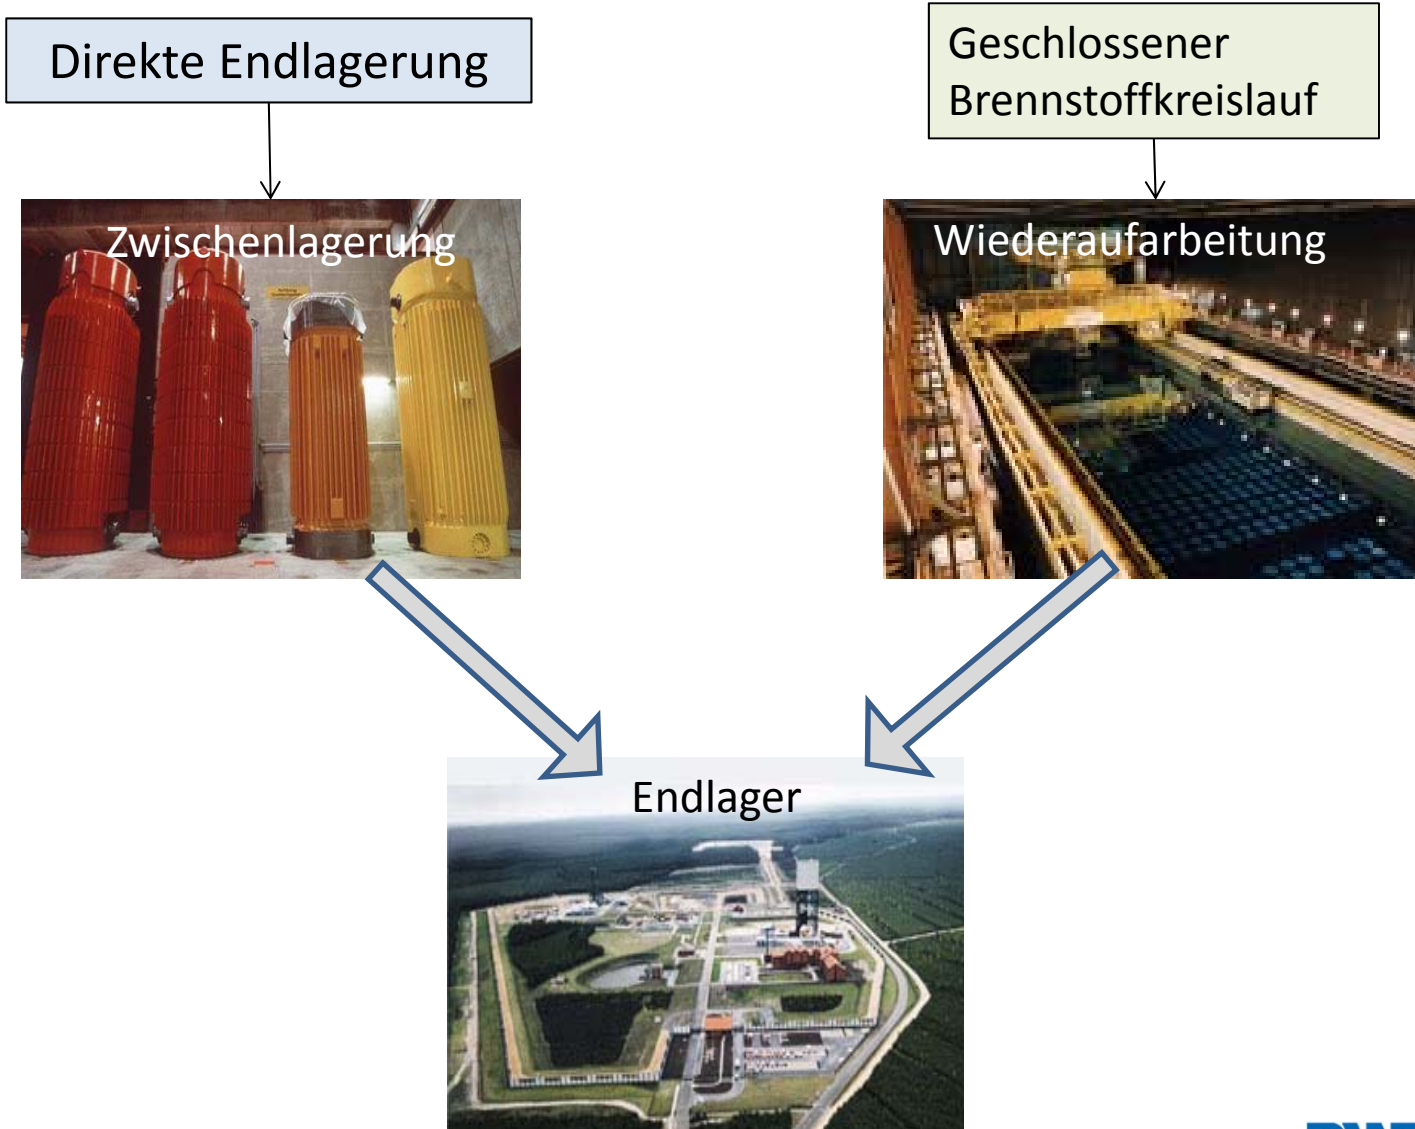 Direkte Endlagerung
Geschlossener
Brennstoffkreislauf
Zwischenlagerung
Wiederaufarbeitung
Endlager